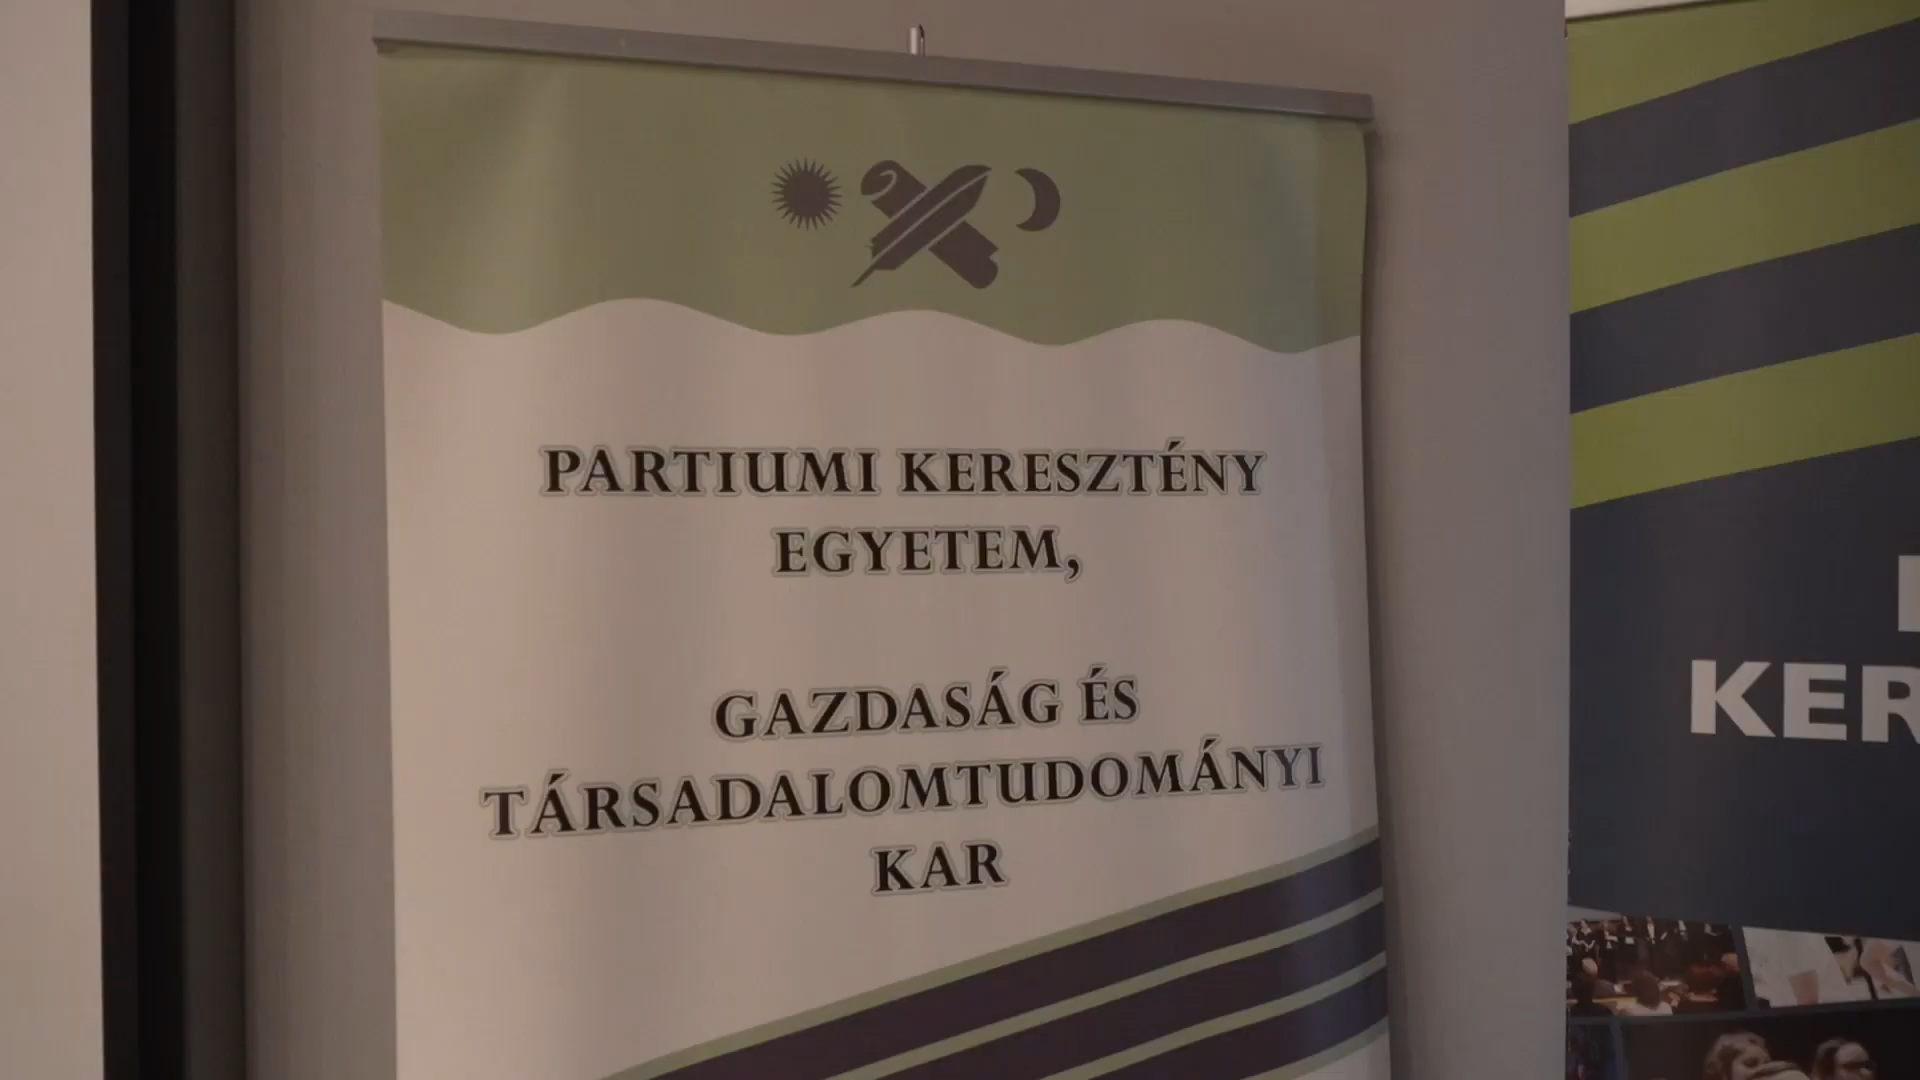 PARTIUMI KERESZTÉNY
EGYETEM,
GAZDASÁG ÉS
TÁRSADALOMTUDOMÁNYI
KAR
KER